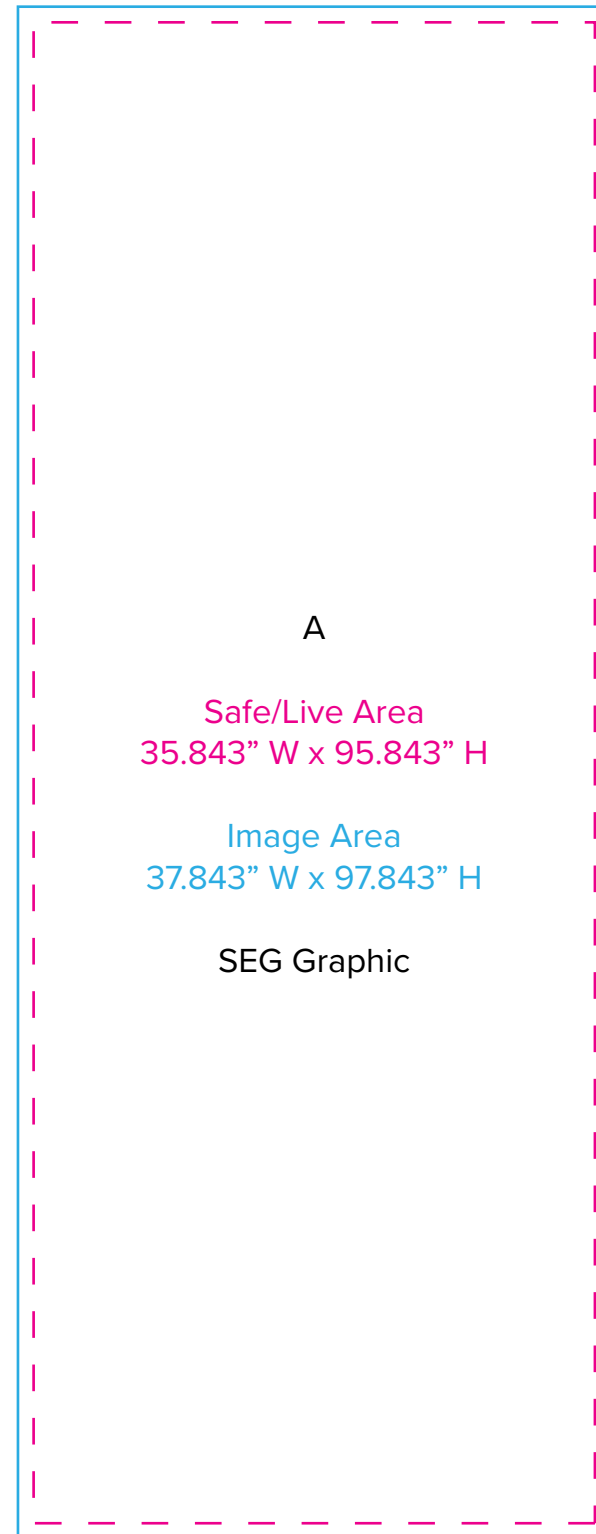 A
Safe/Live Area
35.843” W x 95.843” H
Image Area
37.843” W x 97.843” H
SEG Graphic